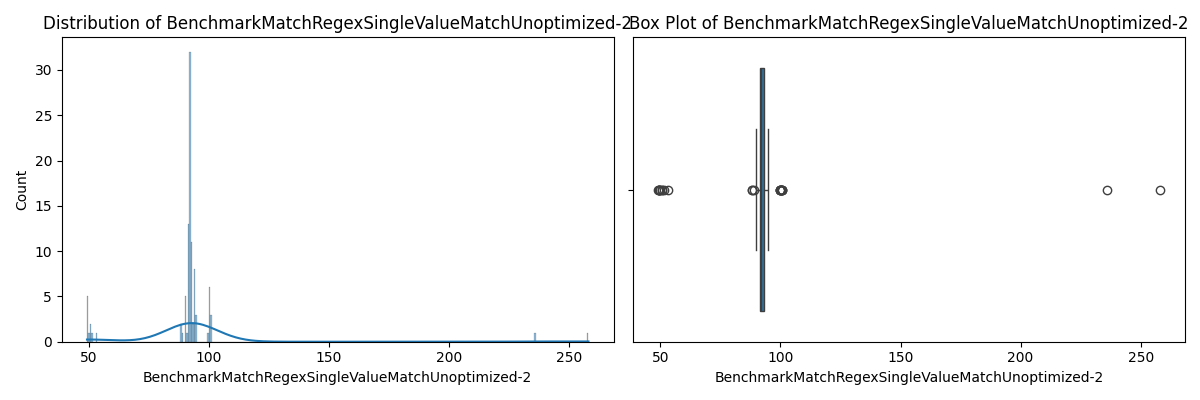 Distribution of BenchmarkMatchRegexSingleValueMatchUnoptimized-2
Box Plot of BenchmarkMatchRegexSingleValueMatchUnoptimized-2
Count
30
25
20
15
10
5
0
50 100 150 200 250
50 100 150 200 250
BenchmarkMatchRegexSingleValueMatchUnoptimized-2
BenchmarkMatchRegexSingleValueMatchUnoptimized-2